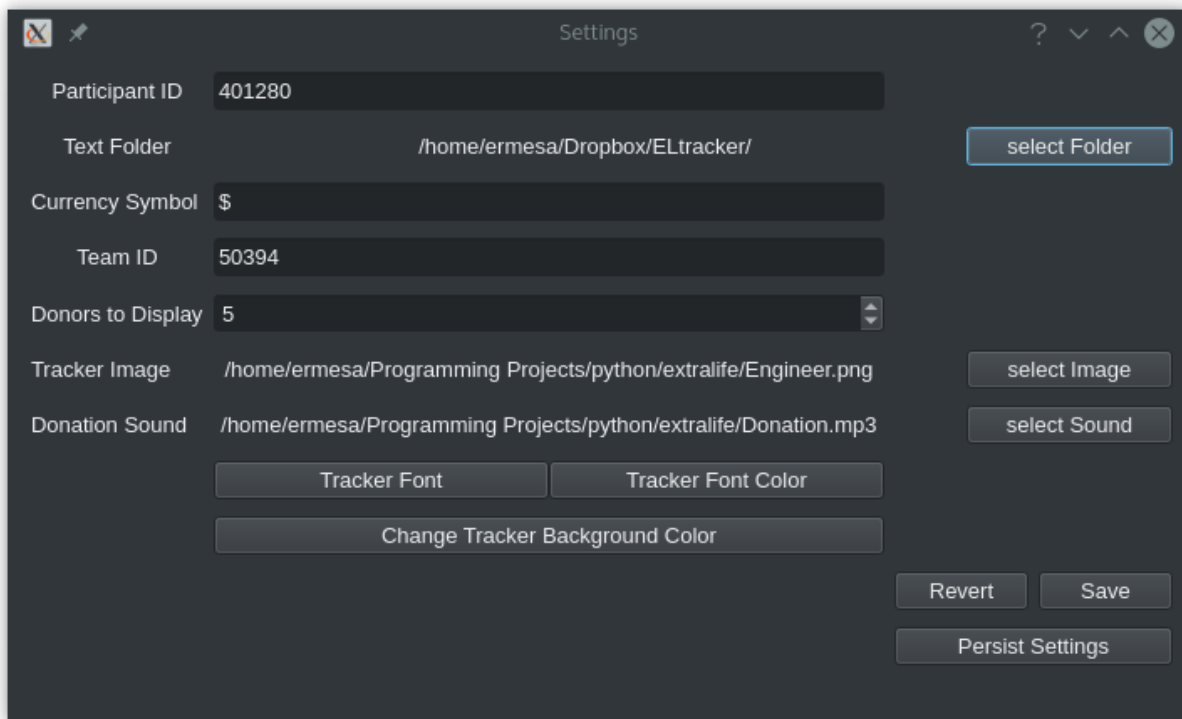 Settings
Participant ID 401280
Text Folder /home/ermesa/Dropbox/ELtracker/ select Folder
Currency Symbol $
Team ID 50394
Donors to Display 5
Tracker Image /home/ermesa/Programming Projects/python/extralife/Engineer.png select Image
Donation Sound /home/ermesa/Programming Projects/python/extralife/Donation.mp3 select Sound
Tracker Font Tracker Font Color
Change Tracker Background Color
Revert Save
Persist Settings